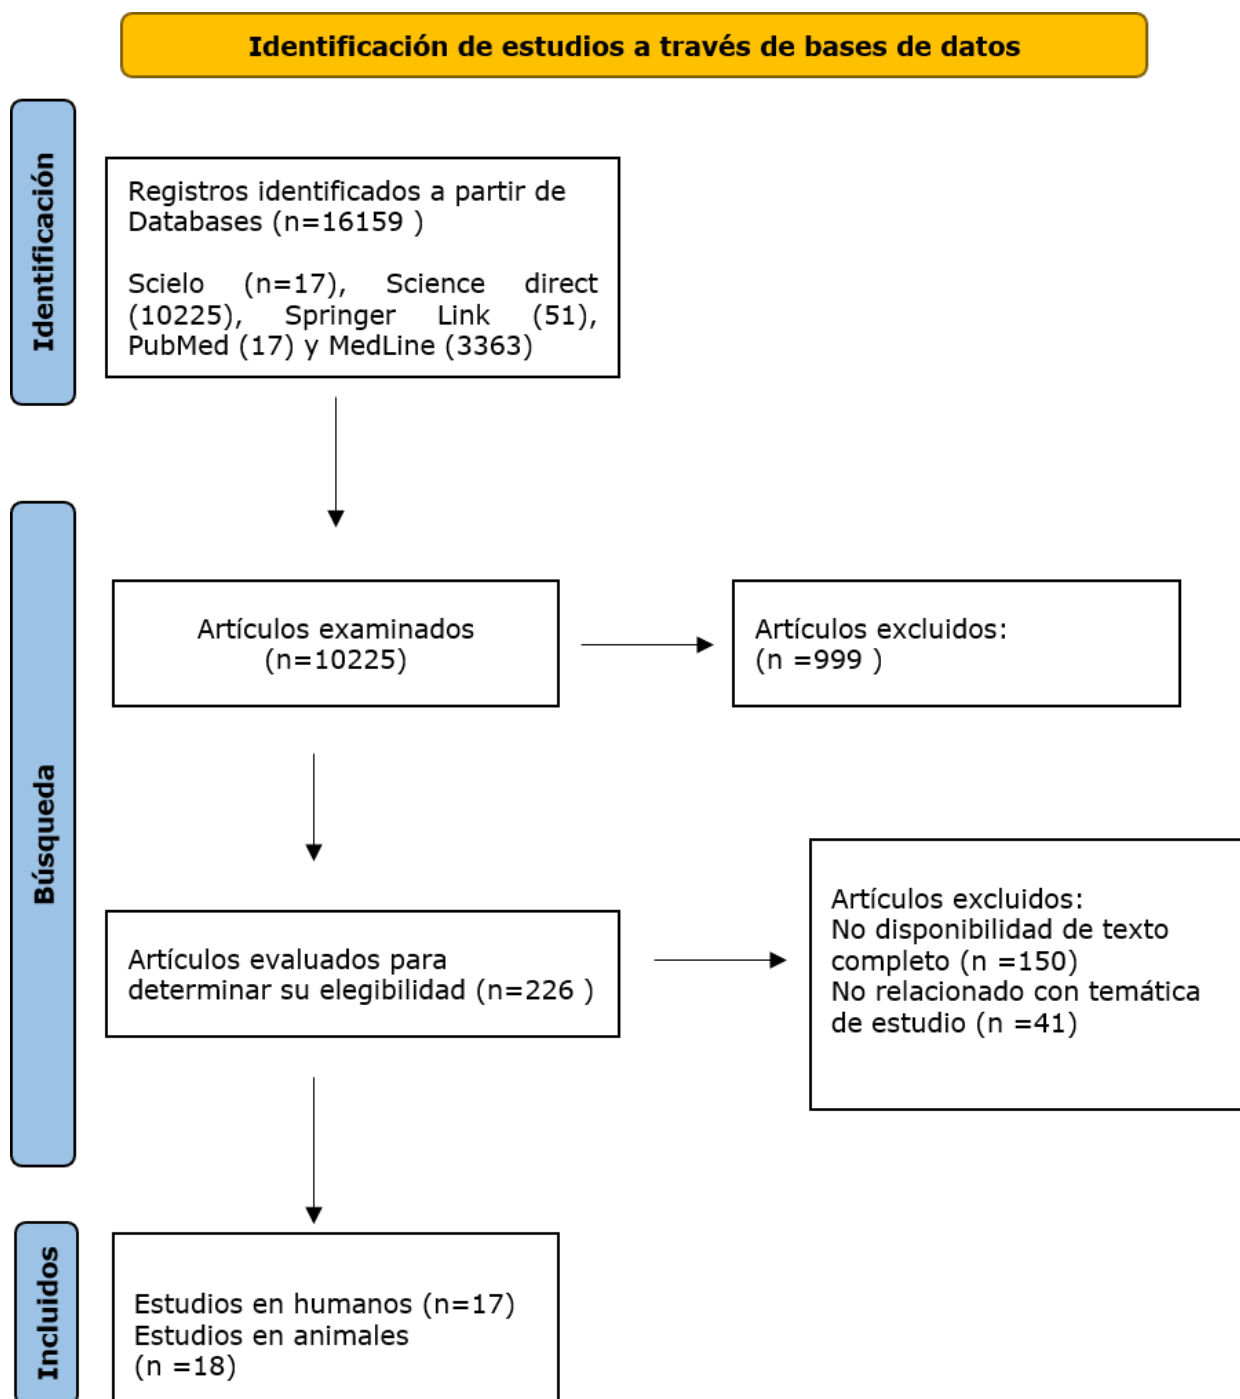 Identificación de estudios a través de bases de datos
Identificación
Registros identificados a partir de
Databases (n=16159 )
Scielo (n=17), Science direct
(10225), Springer Link (51),
PubMed (17) y MedLine (3363)
Búsqueda
Artículos examinados
(n=10225)
Artículos excluidos:
(n =999 )
Artículos evaluados para
determinar su elegibilidad (n=226 )
Artículos excluidos:
No disponibilidad de texto
completo (n =150)
No relacionado con temática
de estudio (n =41)
Incluidos
Estudios en humanos (n=17)
Estudios en animales
(n =18)